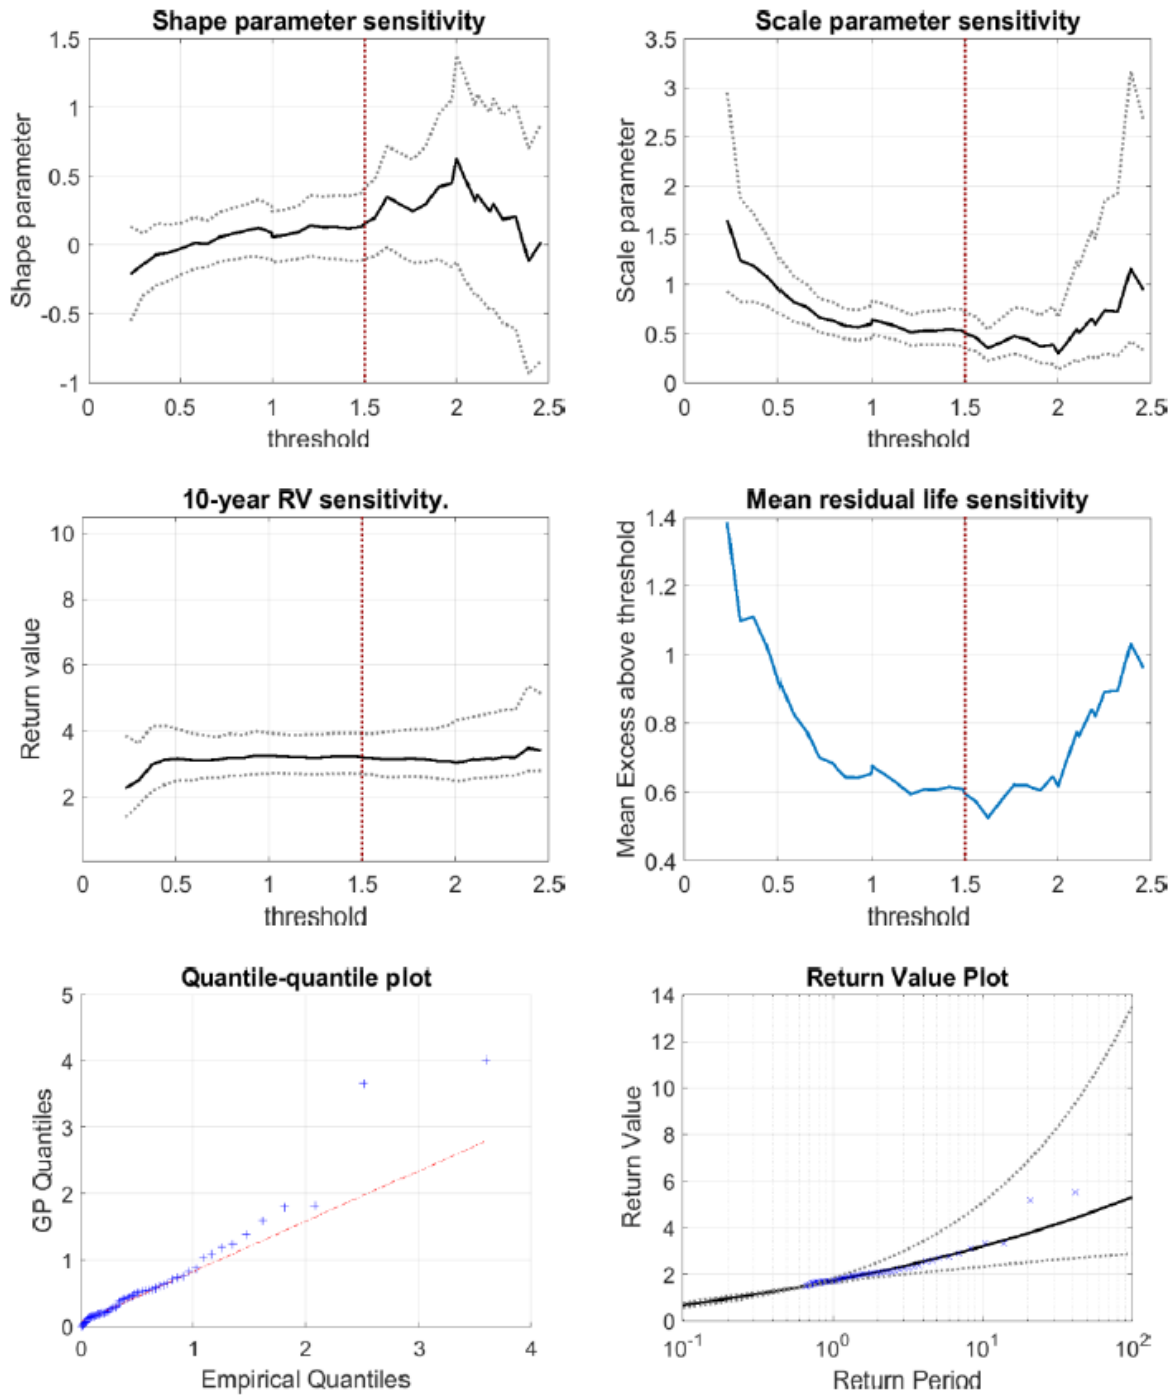 Shape parameter sensitivity
1.5
1
0.5
0
-0.5
-1
Shape parameter
0 0.5 1 1.5 2 2.5
threshold
Scale parameter sensitivity
3.5
3
2.5
2
1.5
1
0.5
0
Scale parameter
0 0.5 1 1.5 2 2.5
threshold
10-year RV sensitivity.
10
8
6
4
2
Return value
0 0.5 1 1.5 2 2.5
threshold
Mean residual life sensitivity
1.4
1.2
1
0.8
0.6
0.4
Mean Excess above threshold
0 0.5 1 1.5 2 2.5
threshold
Quantile-quantile plot
5
4
3
2
1
0
GP Quantiles
0 1 2 3 4
Empirical Quantiles
Return Value Plot
14
12
10
8
6
4
2
0
Return Value
10⁻¹ 10⁰ 10¹ 10²
Return Period